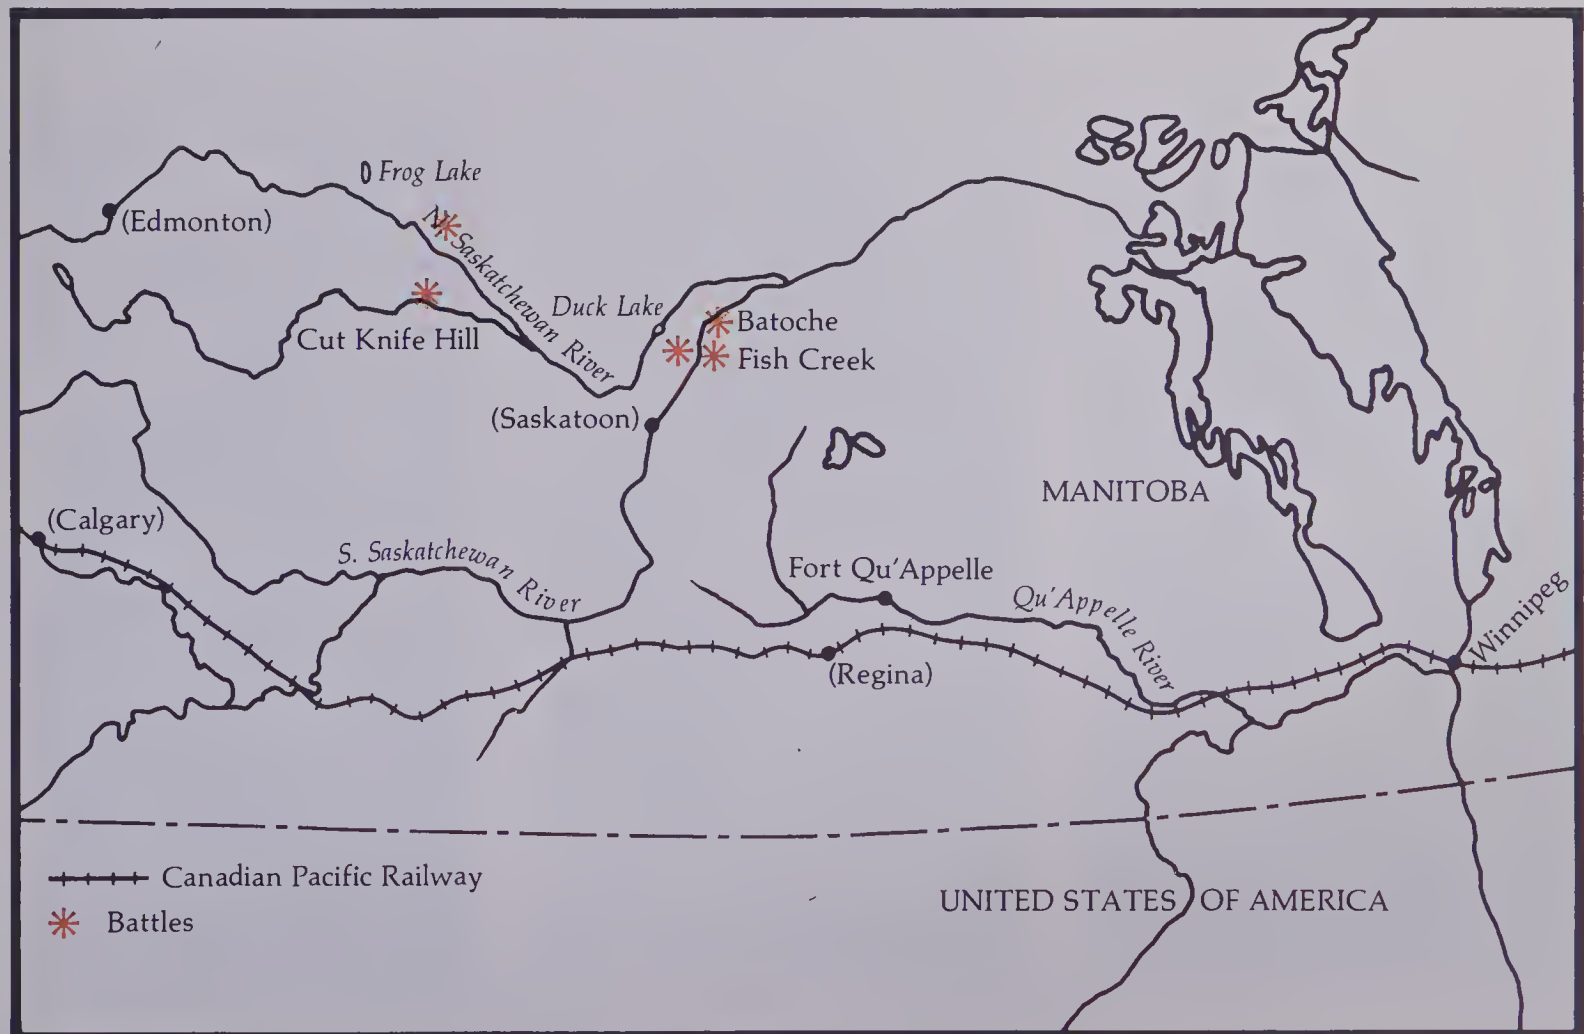 Frog Lake
(Edmonton)
N. Saskatchewan River
Duck Lake
Batoche
Cut Knife Hill
Fish Creek
(Saskatoon)
MANITOBA
(Calgary)
S. Saskatchewan River
Fort Qu'Appelle
Qu'Appelle River
Winnipeg
(Regina)
Canadian Pacific Railway
UNITED STATES OF AMERICA
Battles